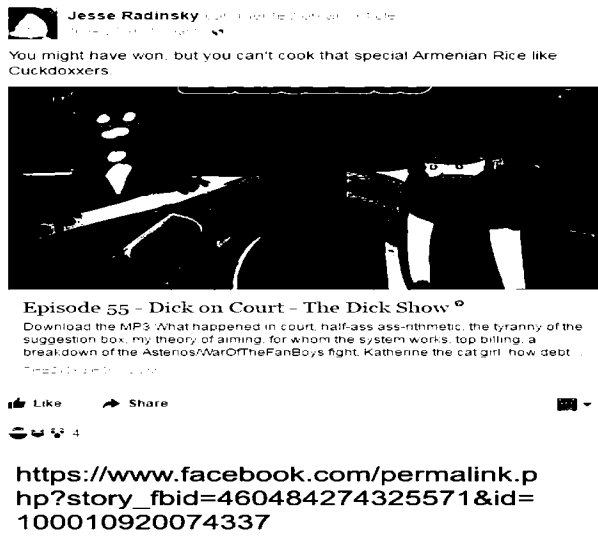 Jesse Radinsky
You might have won, but you can't cook that special Armenian Rice like
Cuckdoxxers.
Episode 55 - Dick on Court - The Dick Show
Download the MP3 What happened in court, half-ass ass-rithmetic, the tyranny of the
suggestion box, my theory of aiming, for whom the system works, top billing, a
breakdown of the Asterios/WarOfTheFanBoys fight, Katherine the cat girl, how debt ...
Like Share
4
https://www.facebook.com/permalink.p
hp?story_fbid=460484274325571&id=
100010920074337